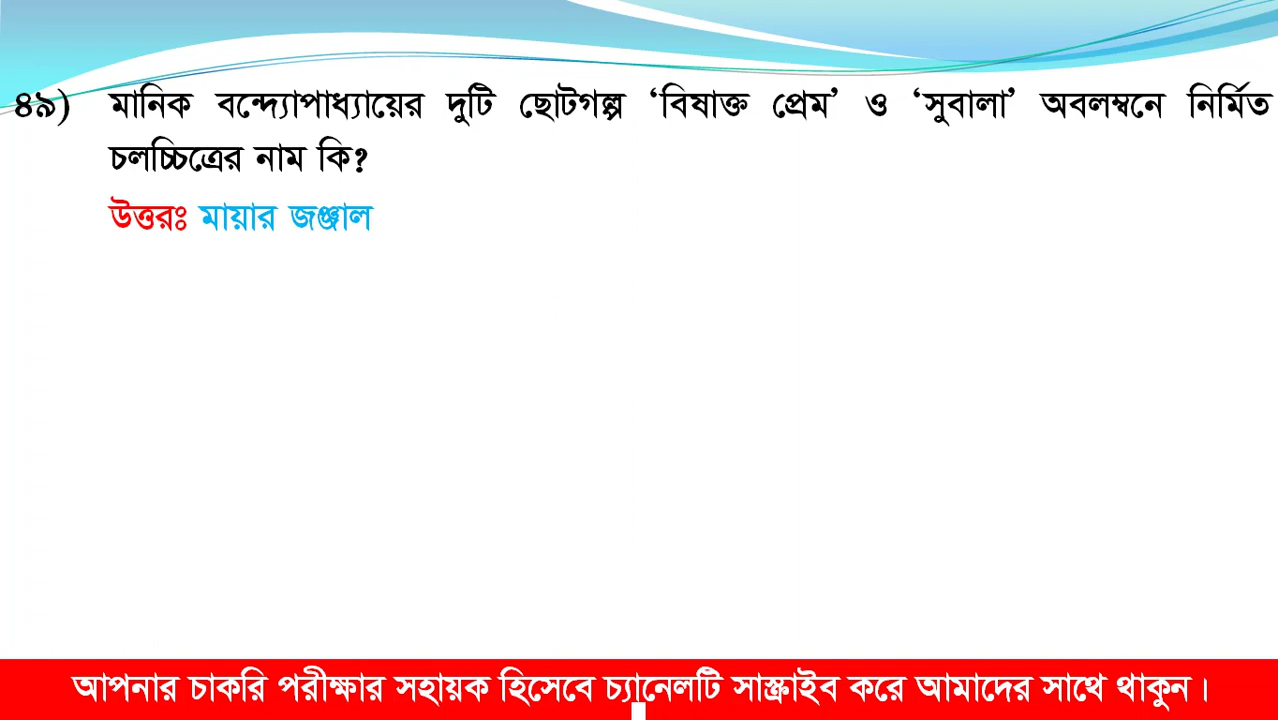 ৪৯) মানিক বন্দ্যোপাধ্যায়ের দুটি ছোটগল্প ‘বিষাক্ত প্রেম’ ও ‘সুবালা’ অবলম্বনে নির্মিত
চলচ্চিত্রের নাম কি?
উত্তরঃ মায়ার জঞ্জাল
আপনার চাকরি পরীক্ষার সহায়ক হিসেবে চ্যানেলটি সাস্ক্রাইব করে আমাদের সাথে থাকুন।